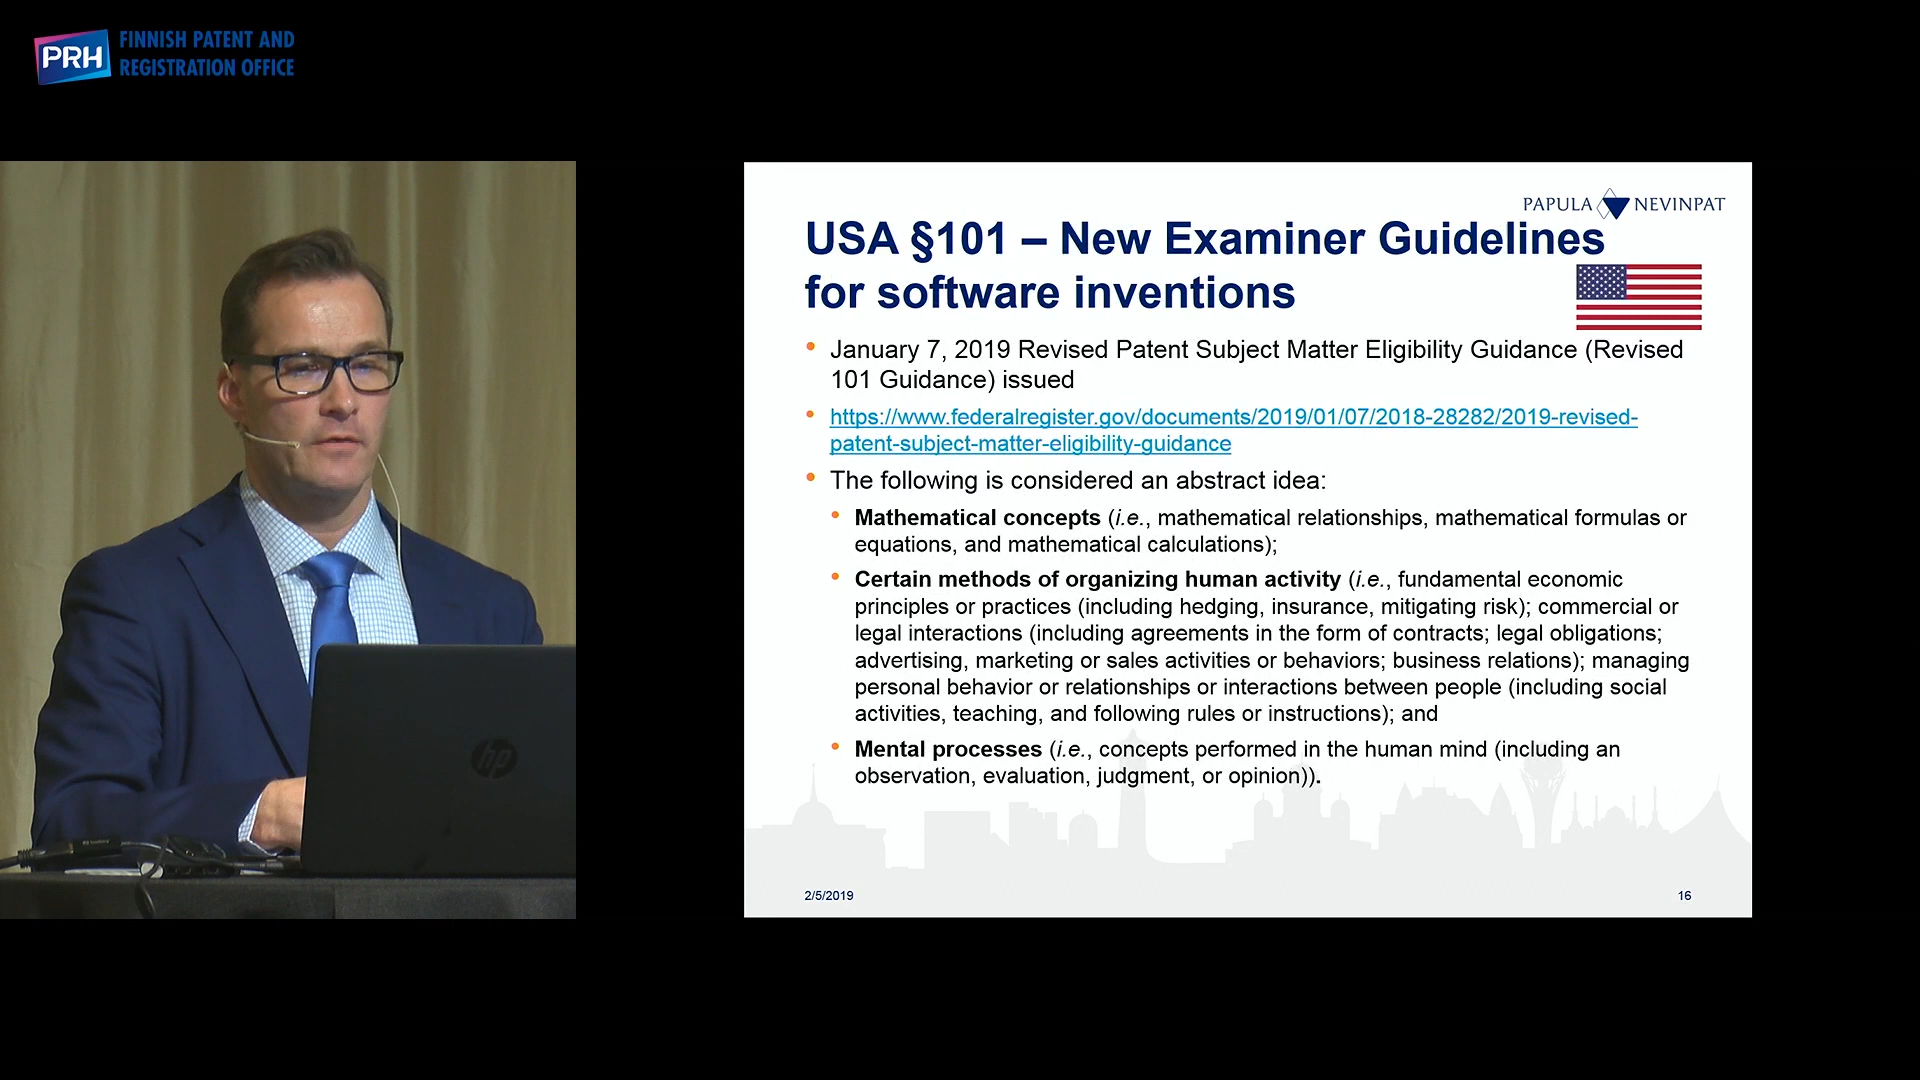 PRH
FINNISH PATENT AND
REGISTRATION OFFICE
PAPULA NEVINPAT
USA §101 – New Examiner Guidelines
for software inventions
• January 7, 2019 Revised Patent Subject Matter Eligibility Guidance (Revised
101 Guidance) issued
• https://www.federalregister.gov/documents/2019/01/07/2018-28282/2019-revised-
patent-subject-matter-eligibility-guidance
• The following is considered an abstract idea:
• Mathematical concepts (i.e., mathematical relationships, mathematical formulas or
equations, and mathematical calculations);
• Certain methods of organizing human activity (i.e., fundamental economic
principles or practices (including hedging, insurance, mitigating risk); commercial or
legal interactions (including agreements in the form of contracts; legal obligations;
advertising, marketing or sales activities or behaviors; business relations); managing
personal behavior or relationships or interactions between people (including social
activities, teaching, and following rules or instructions); and
• Mental processes (i.e., concepts performed in the human mind (including an
observation, evaluation, judgment, or opinion)).
2/5/2019
16
hp